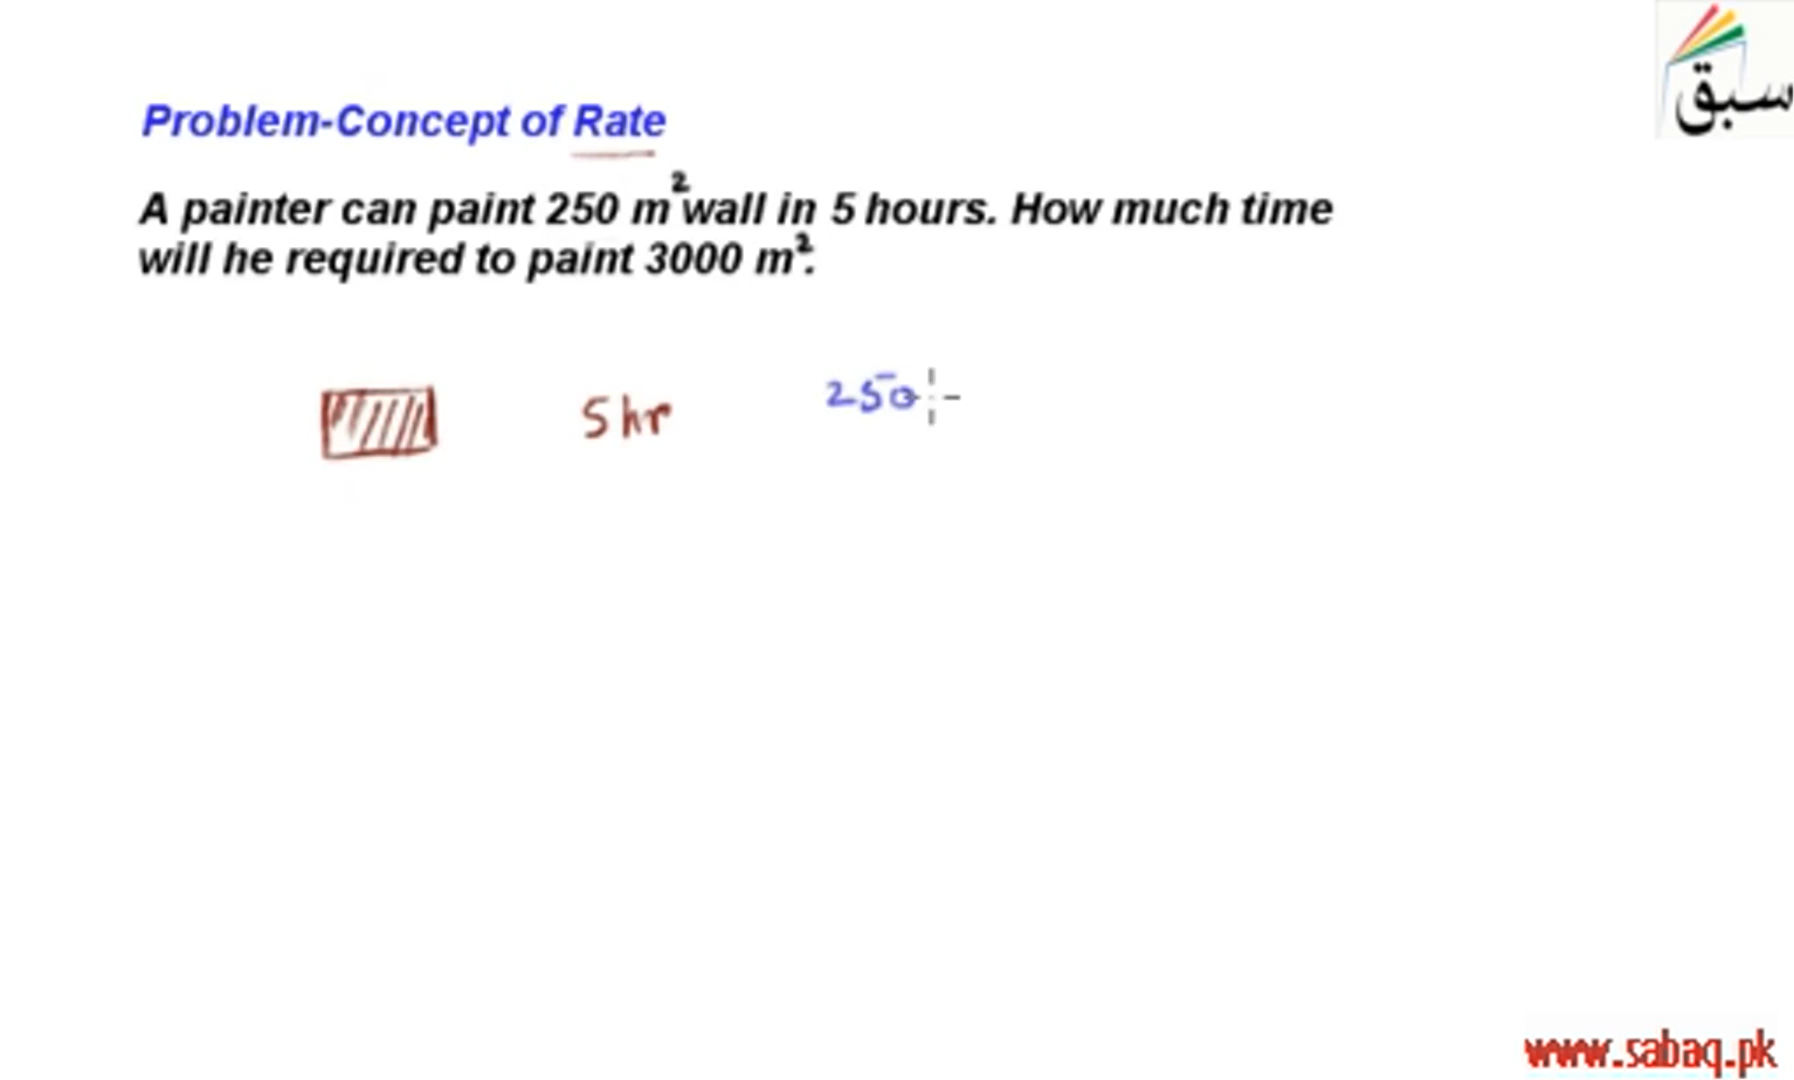 سبق
Problem-Concept of Rate
A painter can paint 250 m² wall in 5 hours. How much time
will he required to paint 3000 m².
5 hr 250
www.sabaq.pk